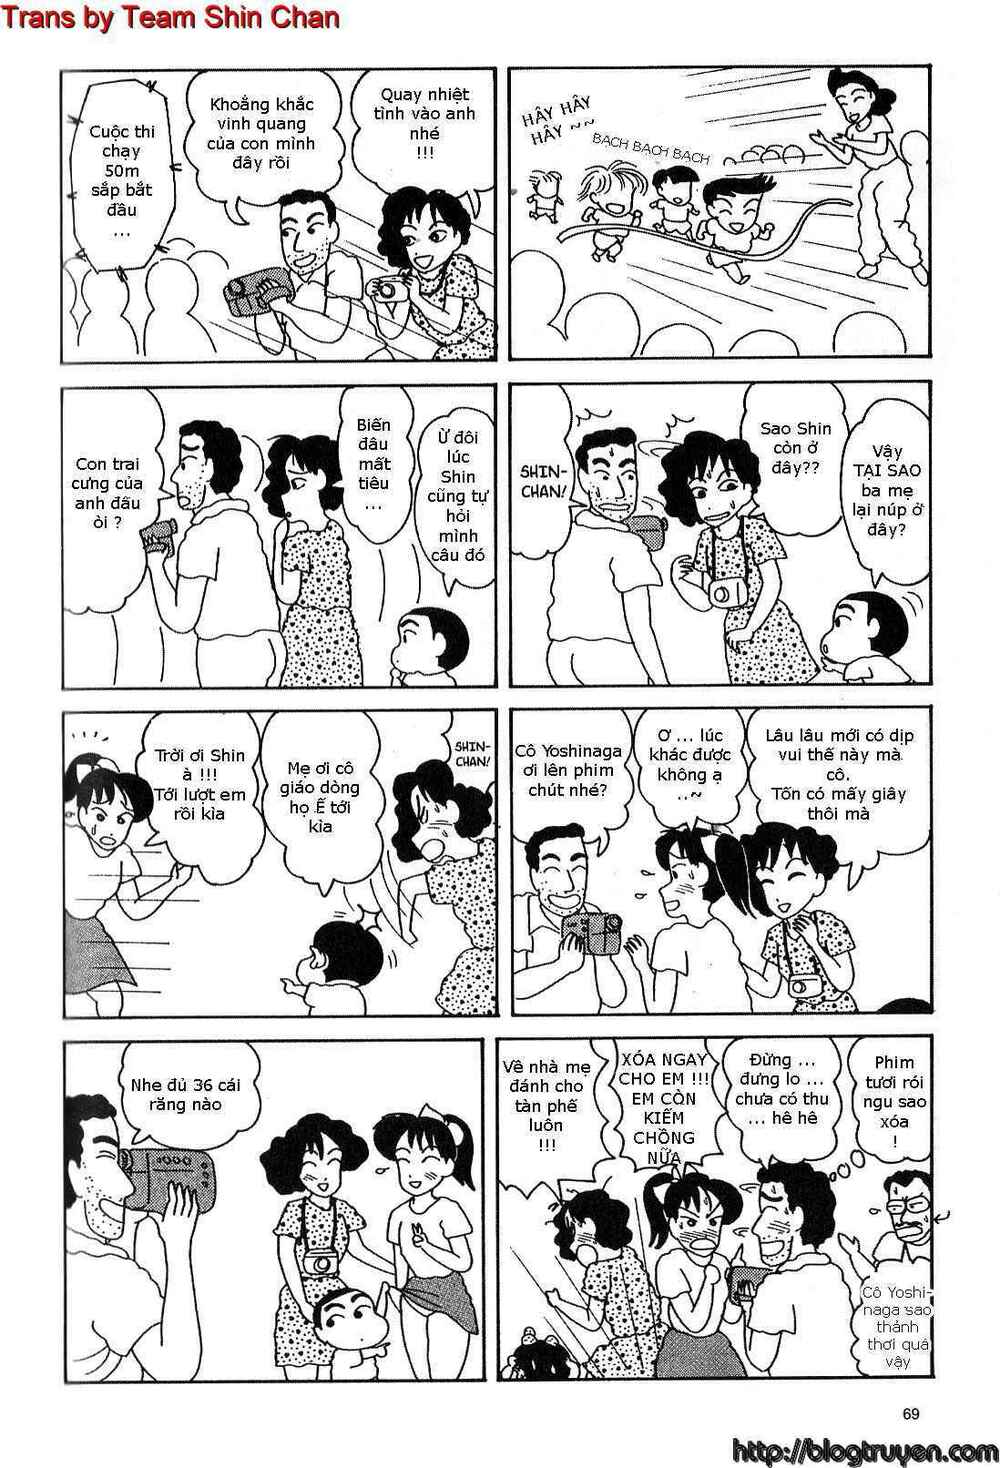 Trans by Team Shin Chan
Cuộc thi
chạy
50m
sắp bắt
đầu
...
Khoẳng khắc
vinh quang
của con mình
đây rồi
Quay nhiệt
tình vào anh
nhé
!!!
HÂY HÂY
HÂY
BẠCH BẠCH BẠCH
Con trai
cưng của
anh đấu
òi ?
Biến
đâu
mất
tiêu
...
Ừ đôi
lúc
Shin
cũng tự
hỏi
mình
câu đó
SHIN-
CHAN!
Sao Shin
còn ở
đây??
Vậy
TẠI SAO
ba mẹ
lại núp ở
đây?
Trời ơi Shin
à !!!
Tới lượt em
rồi kìa
Mẹ ơi cô
giáo dòng
họ Ế tới
kìa
SHIN-
CHAN!
Cô Yoshinaga
ơi lên phim
chút nhé?
Ơ ... lúc
khác được
không ạ
..~
Lâu lâu mới có dịp
vui thế này mà
cô.
Tốn có mấy giây
thôi mà
Nhe đủ 36 cái
răng nào
Về nhà mẹ
đánh cho
tàn phế
luôn
!!!
XÓA NGAY
CHO EM !!!
EM CÒN
KIẾM
CHỒNG
NỮA
Đừng ...
đưng lo ...
chưa có thu
... hê hê
Phim
tươi rói
ngu sao
xóa
!
Cô Yoshi-
naga sao
thảnh
thơi quá
vậy
69
http://blogtruyen.com/